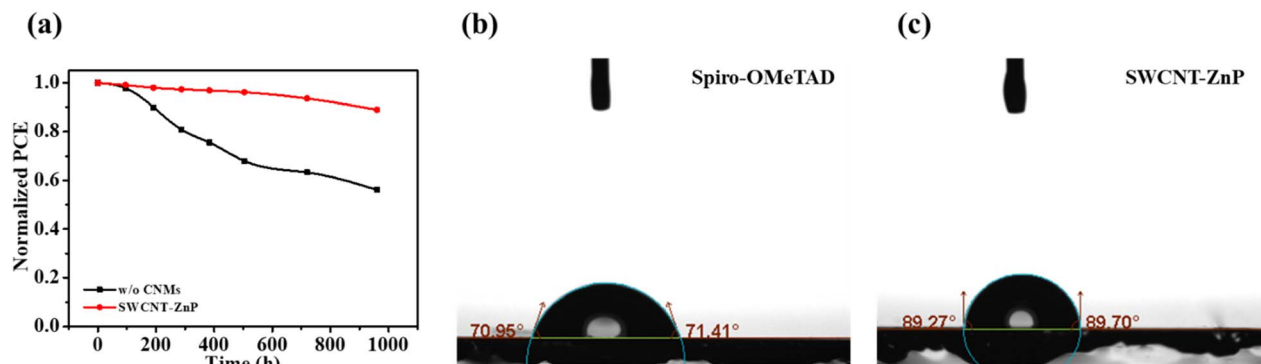 (a)
Normalized PCE
1.0
0.8
0.6
0.4
0.2
0.0
w/o CNMs
SWCNT-ZnP
0
200
400
600
800
1000
Time (h)
(b)
Spiro-OMeTAD
70.95°
71.41°
(c)
SWCNT-ZnP
89.27°
89.70°